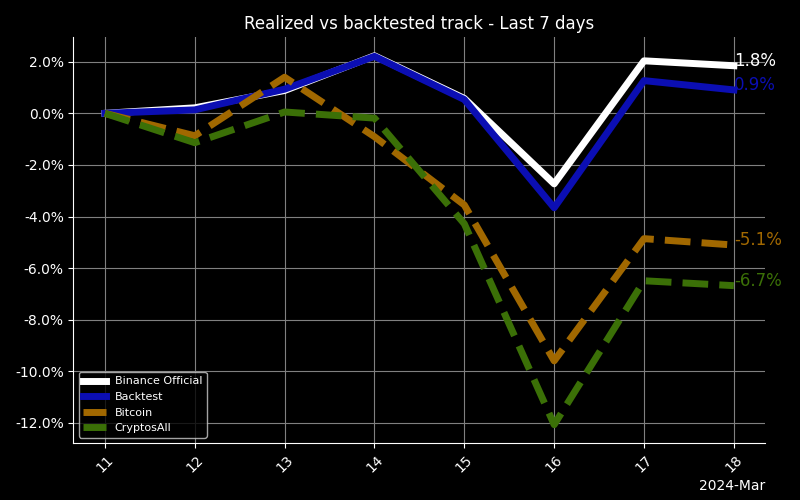 Realized vs backtested track - Last 7 days
2.0%
0.0%
-2.0%
-4.0%
-6.0%
-8.0%
-10.0%
-12.0%
1.8%
0.9%
-5.1%
-6.7%
Binance Official
Backtest
Bitcoin
CryptosAll
11 12 13 14 15 16 17 18
2024-Mar